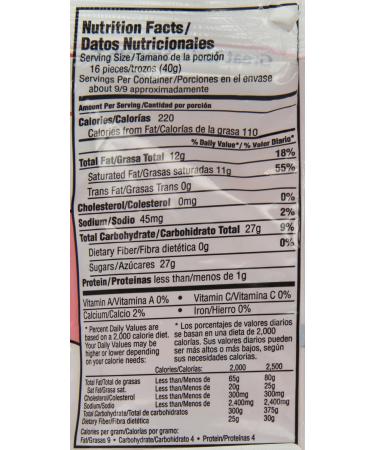 Great
Nutrition Facts/
Datos Nutricionales
Serving Size/Tamano de la porción
16 pieces/trozos (40g)
Servings Per Container/Porciones en el envase
about 9/9 approximadamente
Amount Per Serving/Cantidad por porción
Calories/Calorías 220
Calories from Fat/Calorías de la grasa 110
% Daily Value*/% Valor Diario*
Total Fat/Grasa Total 12g 18%
Saturated Fat/Grasas saturadas 11g 55%
Trans Fat/Grasas Trans 0g
Cholesterol/Colesterol 0mg 0%
Sodium/Sodio 45mg 2%
Total Carbohydrate/Carbohidrato Total 27g 9%
Dietary Fiber/Fibra dietética 0g 0%
Sugars/Azúcares 27g
Protein/Proteinas less than/menos de 1g
Vitamin A/Vitamina A 0% • Vitamin C/Vitamina C 0%
Calcium/Calcio 2% • Iron/Hierro 0%
* Percent Daily Values are based on a 2,000 calorie diet. Your Daily Values may be higher or lower depending on your calorie needs:
* Los porcentajes de valores diarios se basan en una dieta de 2,000 calorías. Sus valores diarios pueden ser más altos o más bajos, según sus necesidades calorías.
Calories/Calorías: 2,000 2,500
Total Fat/Total de grasas Less than/Menos de 65g 80g
Sat Fat/Grasa sat. Less than/Menos de 20g 25g
Cholesterol/Colesterol Less than/Menos de 300mg 300mg
Sodium/Sodio Less than/Menos de 2,400mg 2,400mg
Total Carbohydrate/Total de carbohidratos 300g 375g
Dietary Fiber/Fibra dietética 25g 30g
Calories per gram/Calorías por gramo:
Fat/Grasas 9 • Carbohydrate/Carbohidrato 4 • Protein/Proteinas 4